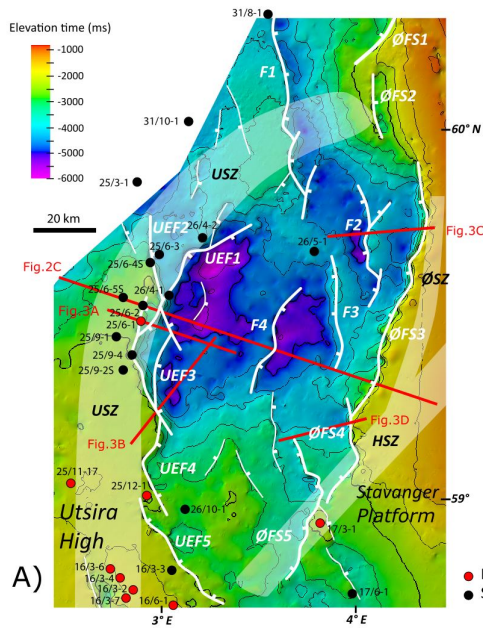 Elevation time (ms)
-1000
-2000
-3000
-4000
-5000
-6000
20 km
31/8-1
ØFS1
F1
ØFS2
31/10-1
60° N
USZ
25/3-1
UEF2
26/4-2
25/6-3
UEF1
F2
Fig.3C
26/5-1
25/6-4S
Fig.2C
ØSZ
25/6-5S
26/4-1
Fig.3A
25/6-2
25/6-1
F3
F4
ØFS3
25/9-1
25/9-4
25/9-2S
UEF3
USZ
Fig.3B
ØFS4
Fig.3D
HSZ
UEF4
25/11-17
25/12-1
Stavanger
Platform
59° N
26/10-1
Utsira
High
17/3-1
UEF5
ØFS5
A)
16/3-6
16/3-3
16/3-4
16/3-2
16/3-7
16/6-1
3° E
4° E